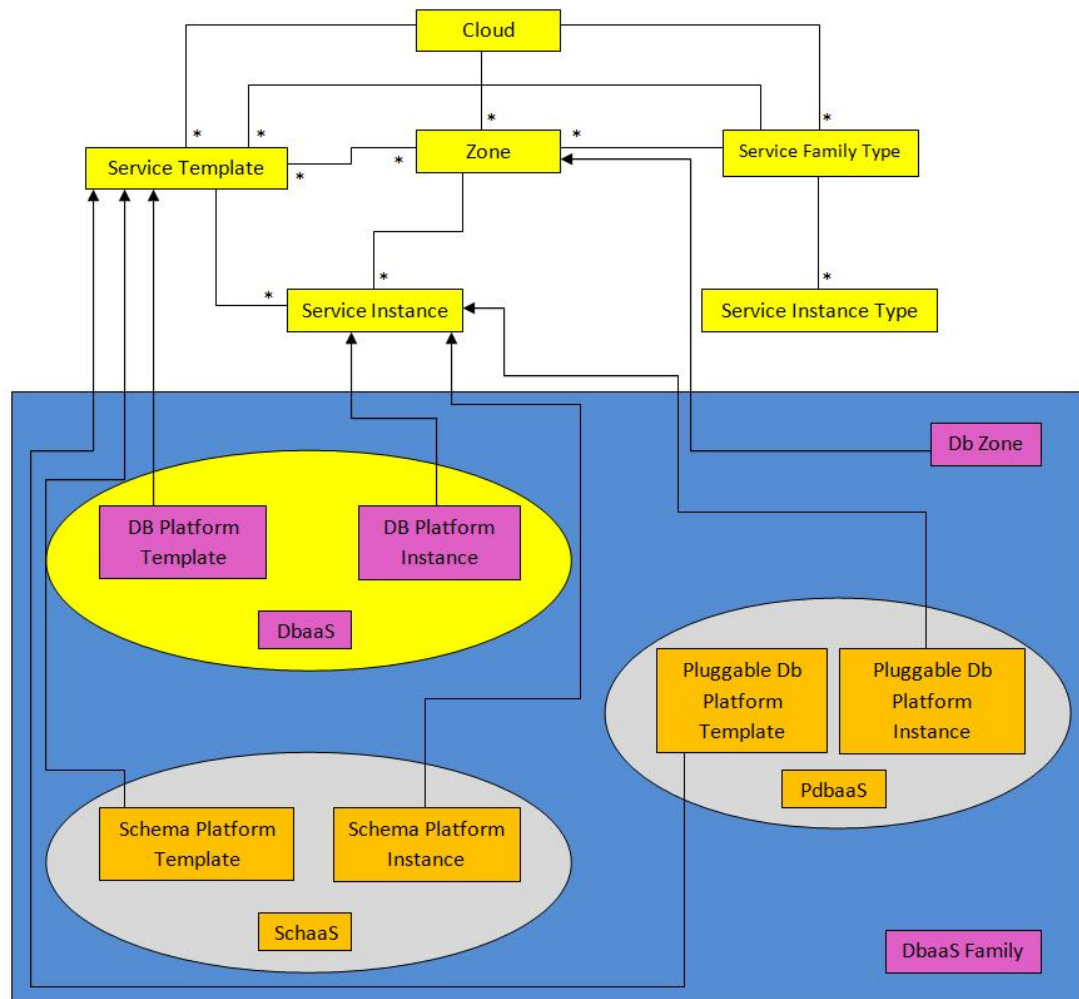 Cloud
*
*
*
*
*
Service Template
*
*
Zone
Service Family Type
*
*
*
Service Instance
Service Instance Type
Db Zone
DB Platform
Template
DB Platform
Instance
DbaaS
Pluggable Db
Platform
Template
Pluggable Db
Platform
Instance
PdbaaS
Schema Platform
Template
Schema Platform
Instance
SchaaS
DbaaS Family